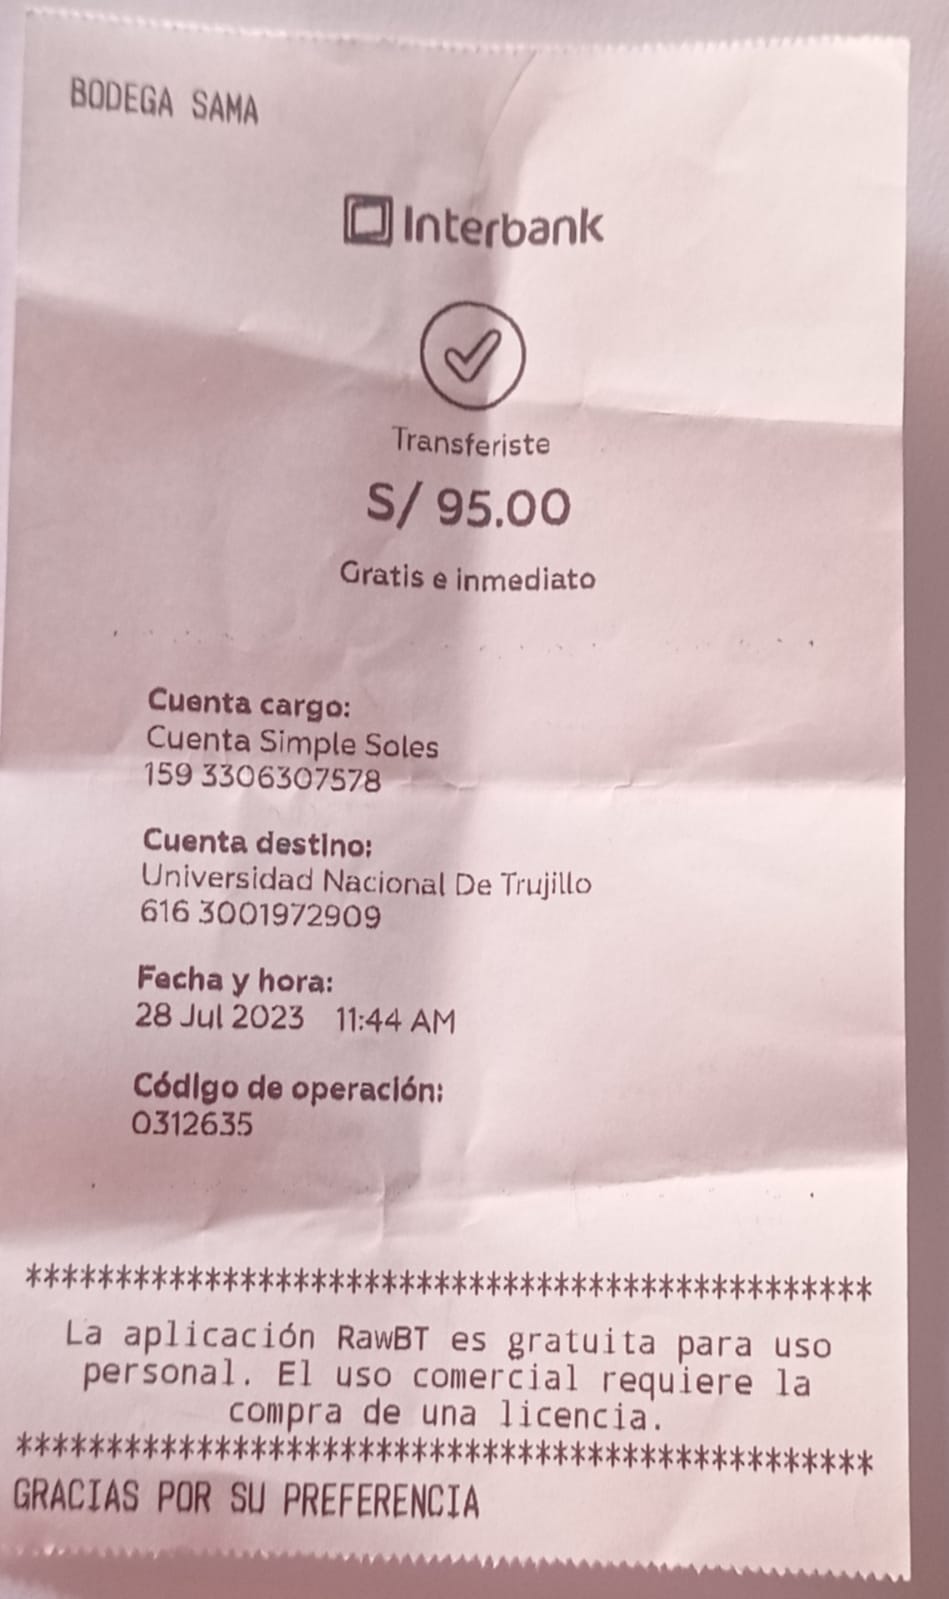 BODEGA SAMA
Interbank
Transferiste
S/ 95.00
Gratis e inmediato
Cuenta cargo:
Cuenta Simple Soles
159 3306307578
Cuenta destino:
Universidad Nacional De Trujillo
616 3001972909
Fecha y hora:
28 Jul 2023 11:44 AM
Código de operación:
0312635
***********************************************
La aplicación RawBT es gratuita para uso
personal. El uso comercial requiere la
compra de una licencia.
***********************************************
GRACIAS POR SU PREFERENCIA